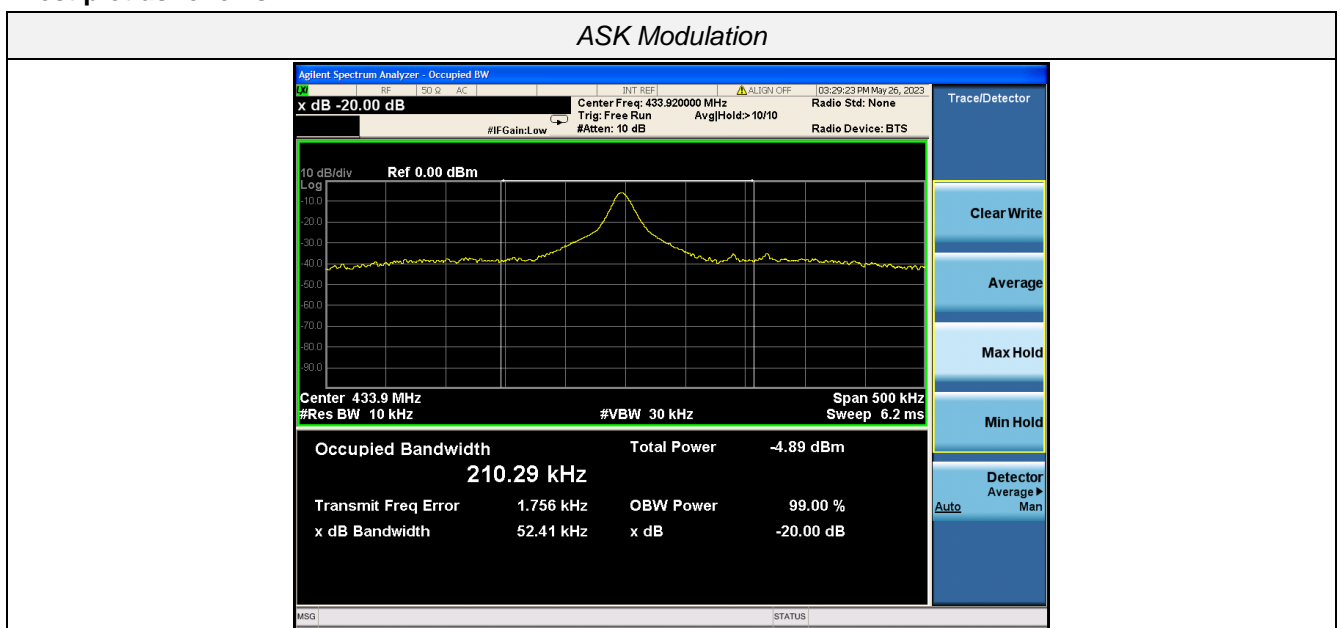 ASK Modulation
Agilent Spectrum Analyzer - Occupied BW
LXI RF 50 Ω AC INT REF ALIGN OFF 03:29:23 PM May 26, 2023
x dB -20.00 dB
Center Freq: 433.920000 MHz
Radio Std: None
Trig: Free Run Avg|Hold:>10/10
#IFGain:Low #Atten: 10 dB Radio Device: BTS
10 dB/div Ref 0.00 dBm
Log
-10.0
-20.0
-30.0
-40.0
-50.0
-60.0
-70.0
-80.0
-90.0
Center 433.9 MHz Span 500 kHz
#Res BW 10 kHz #VBW 30 kHz Sweep 6.2 ms
Occupied Bandwidth Total Power -4.89 dBm
210.29 kHz
Transmit Freq Error 1.756 kHz OBW Power 99.00 %
x dB Bandwidth 52.41 kHz x dB -20.00 dB
MSG STATUS
Trace/Detector
Clear Write
Average
Max Hold
Min Hold
Detector
Average
Auto Man